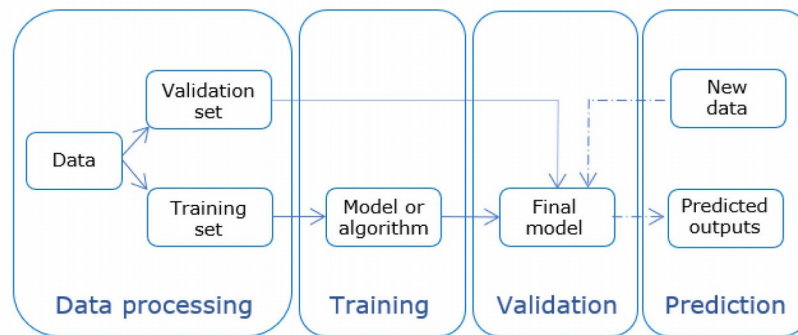 Validation
set
New
data
Data
Training
set
Model or
algorithm
Final
model
Predicted
outputs
Data processing
Training
Validation
Prediction